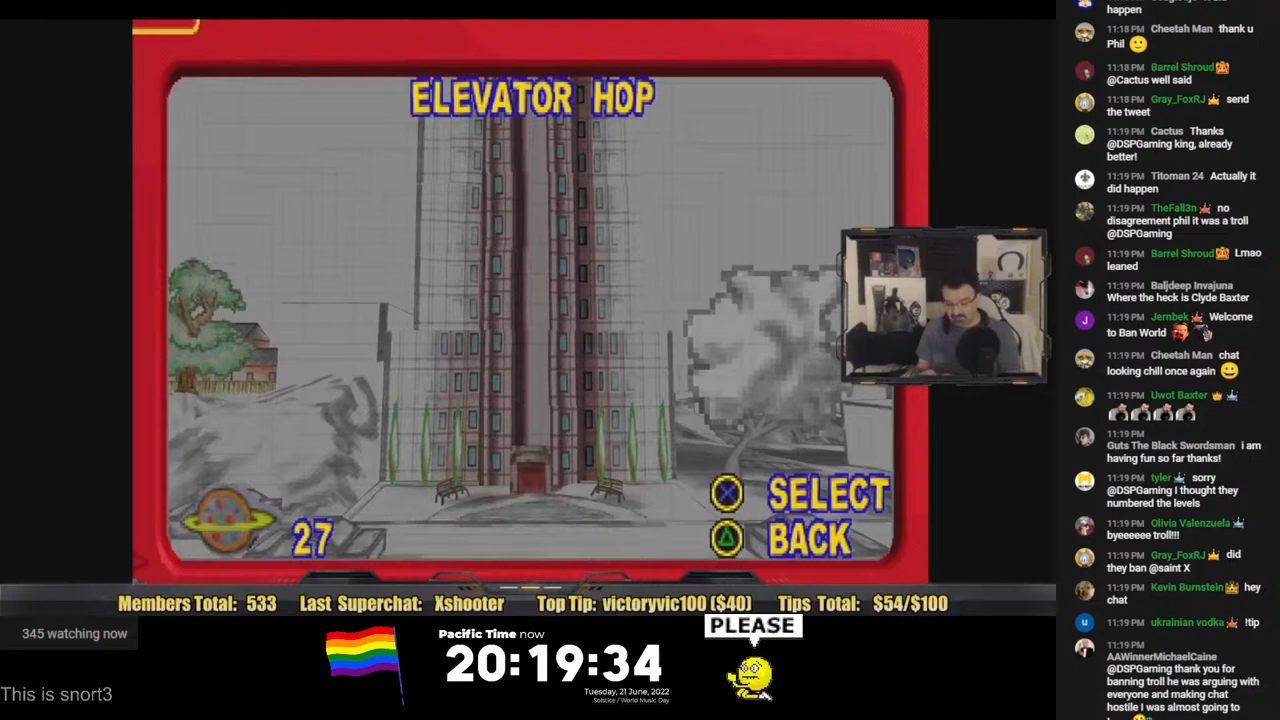 ELEVATOR HOP
27
SELECT
BACK
Members Total: 533
Last Superchat: Xshooter
Top Tip: victoryvic100 ($40)
Tips Total: $54/$100
345 watching now
This is snort3
Pacific Time now
20:19:34
Tuesday, 21 June, 2022
Solstice / World Music Day
PLEASE
happen
11:18 PM Cheetah Man thank u
Phil
11:18 PM Barrel Shroud
@Cactus well said
11:18 PM Gray_FoxRJ send
the tweet
11:19 PM Cactus Thanks
@DSPGaming king, already
better!
11:19 PM Titoman 24 Actually it
did happen
11:19 PM TheFall3n no
disagreement phil it was a troll
@DSPGaming
11:19 PM Barrel Shroud Lmao
leaned
11:19 PM Baljdeep Invajuna
Where the heck is Clyde Baxter
J
11:19 PM Jernbek Welcome
to Ban World
11:19 PM Cheetah Man chat
looking chill once again
11:19 PM Uwot Baxter
11:19 PM
Guts The Black Swordsman i am
having fun so far thanks!
11:19 PM tyler sorry
@DSPGaming I thought they
numbered the levels
11:19 PM Olivia Valenzuela
byeeeeee troll!!!
11:19 PM Gray_FoxRJ did
they ban @saint X
11:19 PM Kevin Burnstein hey
chat
u
11:19 PM ukrainian vodka !tip
11:19 PM
AAWinnerMichaelCaine
@DSPGaming thank you for
banning troll he was arguing with
everyone and making chat
hostile I was almost going to